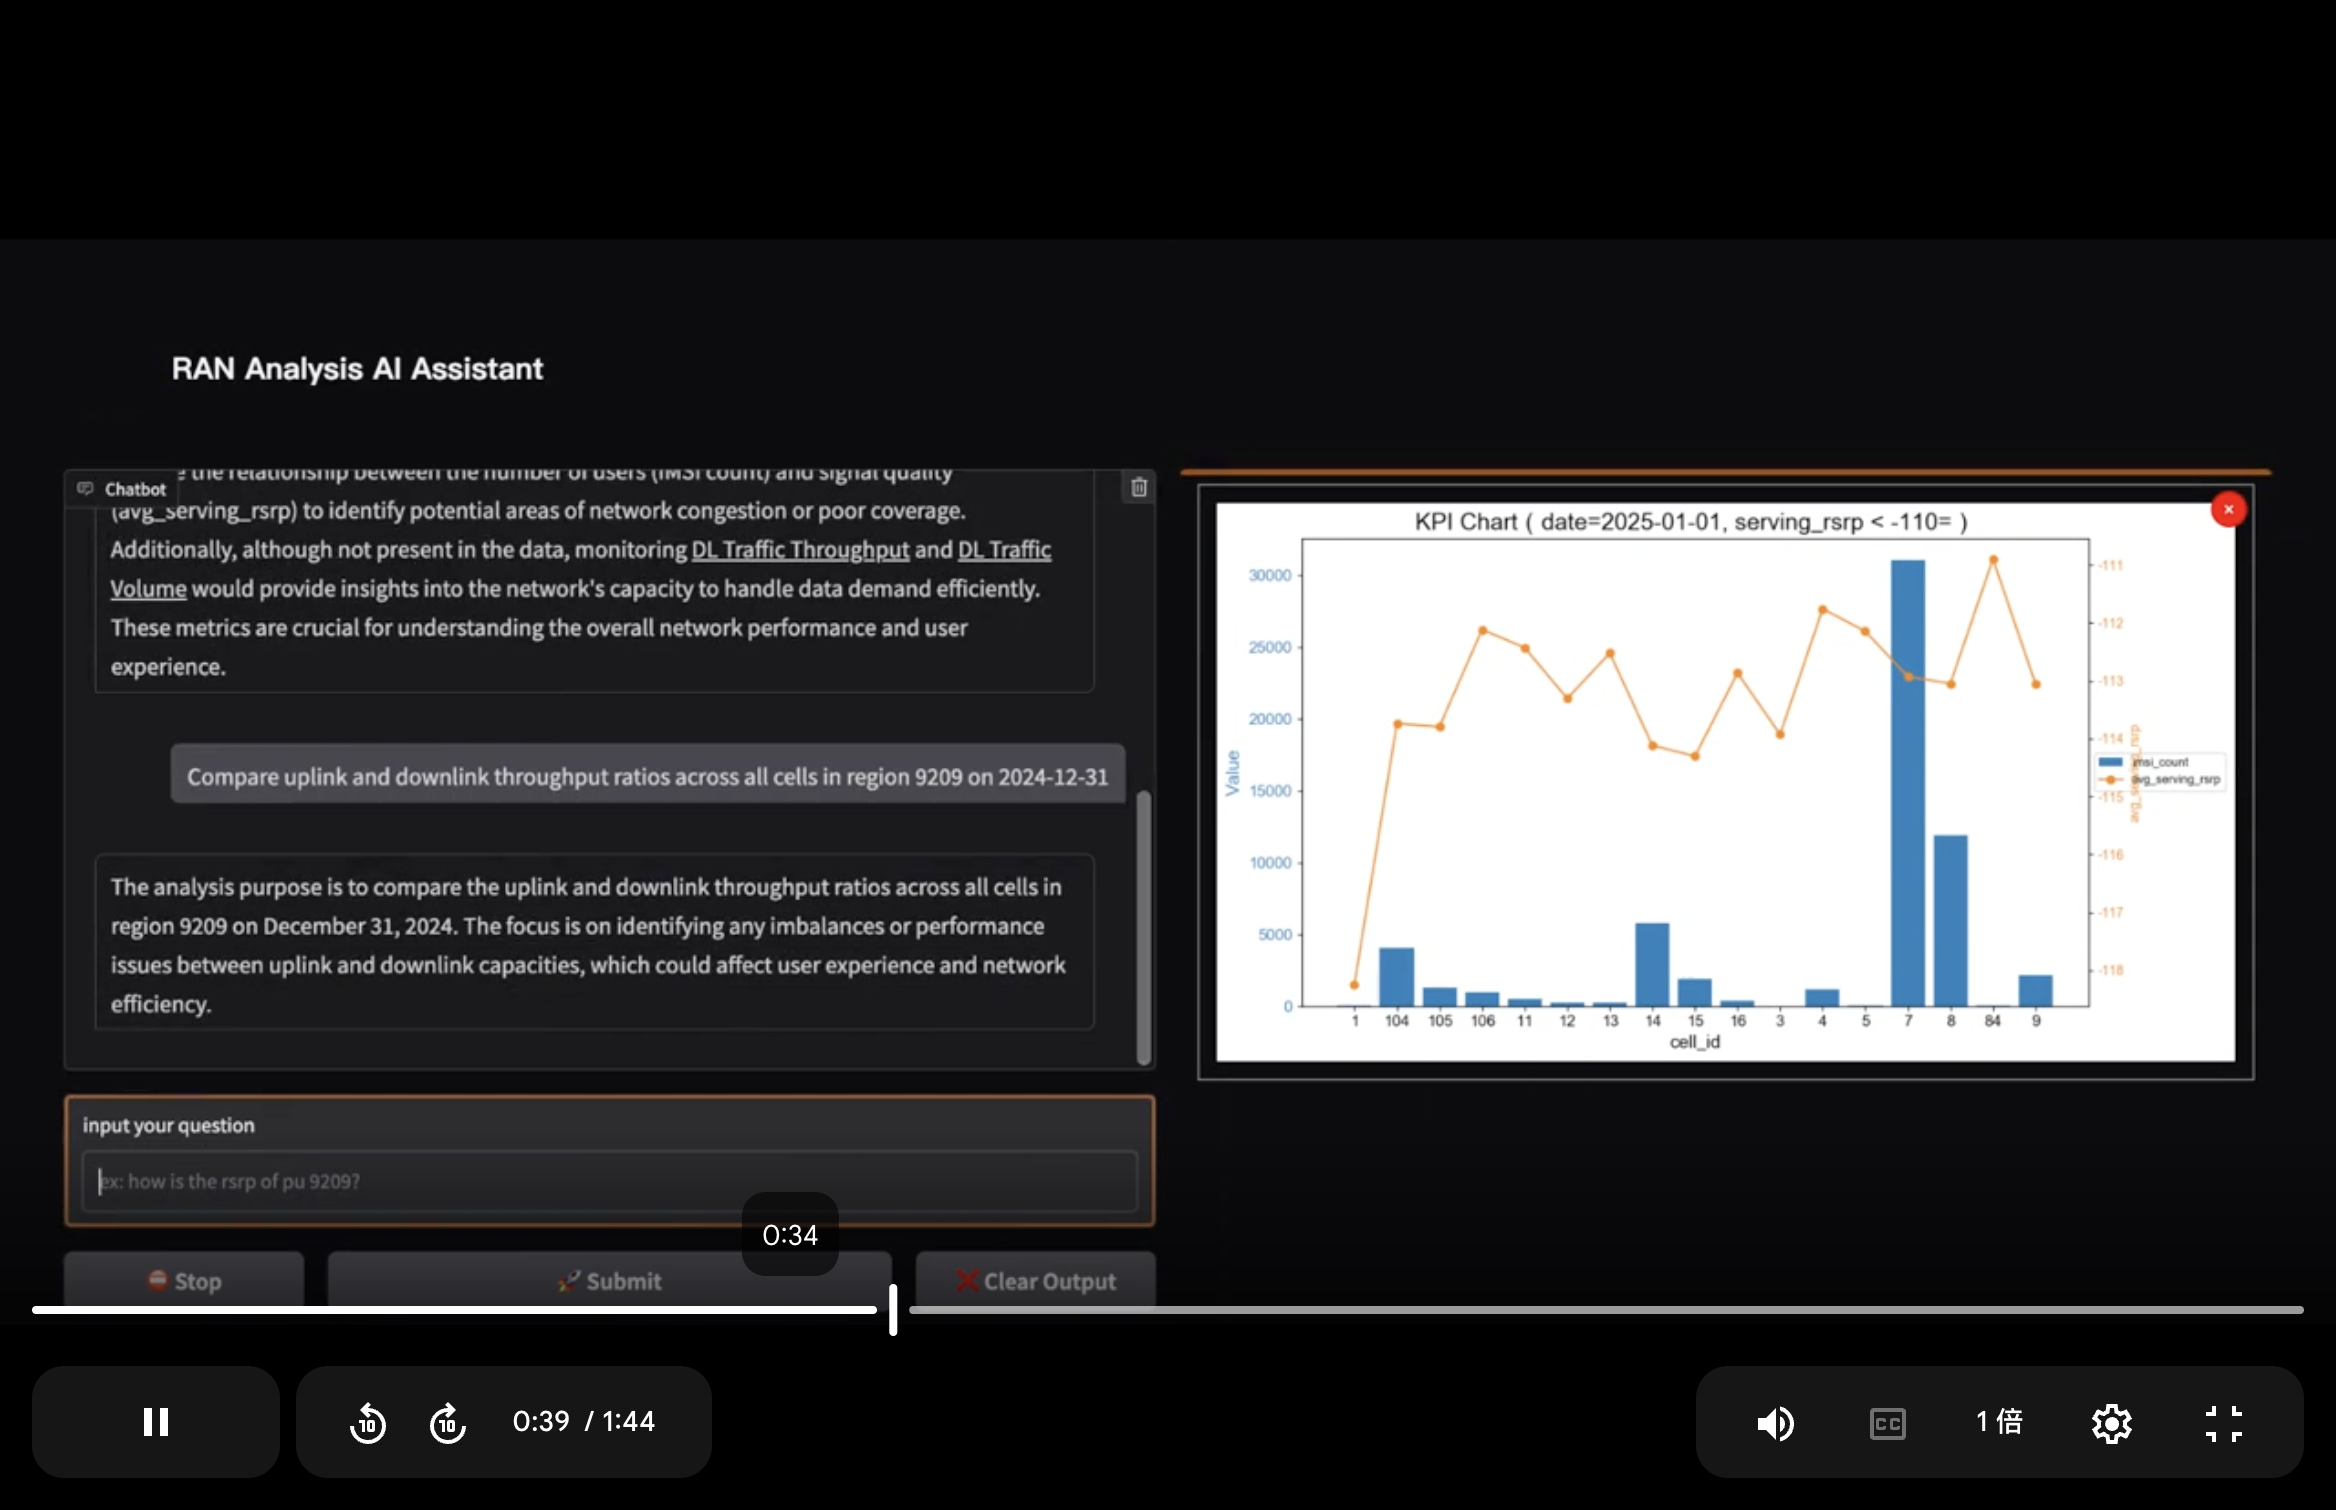 RAN Analysis AI Assistant
Chatbot
the relationship between the number of users (IMSI count) and signal quality
(avg_serving_rsrp) to identify potential areas of network congestion or poor coverage.
Additionally, although not present in the data, monitoring DL Traffic Throughput and DL Traffic
Volume would provide insights into the network's capacity to handle data demand efficiently.
These metrics are crucial for understanding the overall network performance and user
experience.
Compare uplink and downlink throughput ratios across all cells in region 9209 on 2024-12-31
The analysis purpose is to compare the uplink and downlink throughput ratios across all cells in
region 9209 on December 31, 2024. The focus is on identifying any imbalances or performance
issues between uplink and downlink capacities, which could affect user experience and network
efficiency.
input your question
ex: how is the rsrp of pu 9209?
Stop
Submit
Clear Output
KPI Chart ( date=2025-01-01, serving_rsrp < -110= )
30000
25000
20000
15000
10000
5000
0
Value
1 104 105 106 11 12 13 14 15 16 3 4 5 7 8 84 9
cell_id
-111
-112
-113
-114
-115
-116
-117
-118
avg_serving_rsrp
imsi_count
avg_serving_rsrp
0:34
10
10
0:39 / 1:44
CC
1 倍